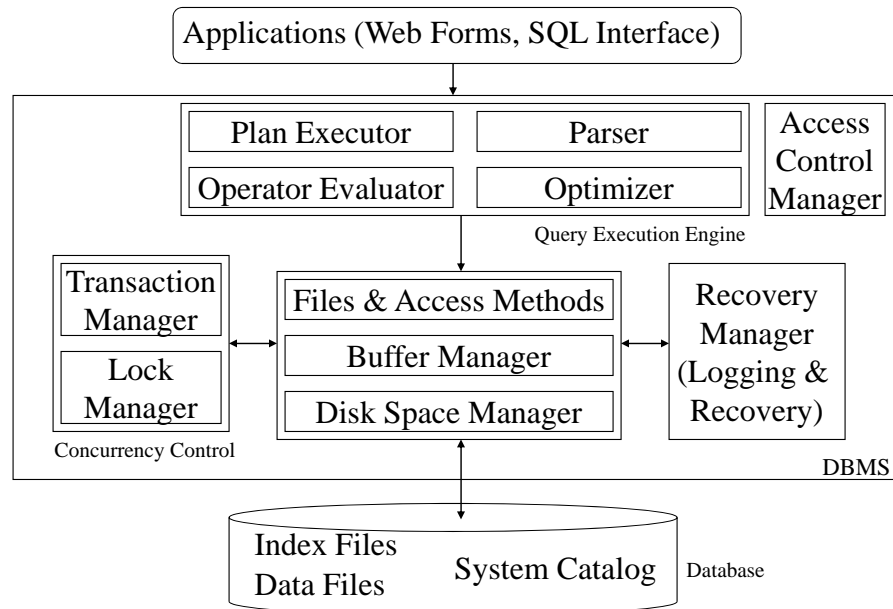 Applications (Web Forms, SQL Interface)
Plan Executor
Parser
Operator Evaluator
Optimizer
Query Execution Engine
Access
Control
Manager
Transaction
Manager
Lock
Manager
Concurrency Control
Files & Access Methods
Buffer Manager
Disk Space Manager
Recovery
Manager
(Logging &
Recovery)
DBMS
Index Files
Data Files
System Catalog
Database